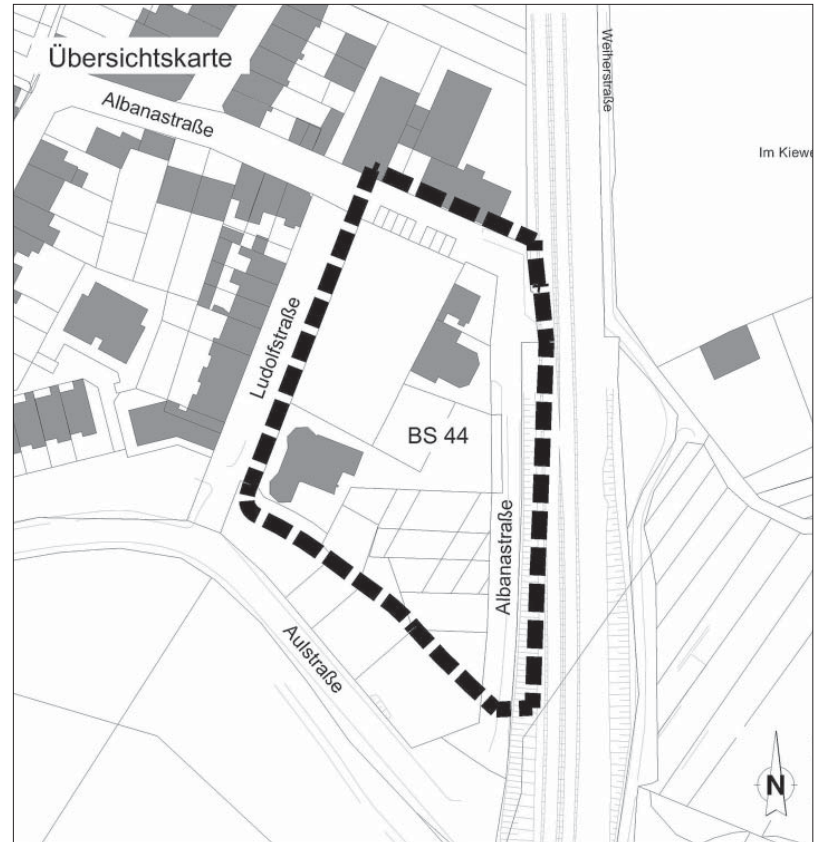 Übersichtskarte
Albanastraße
Weiherstraße
Im Kiewe
Ludolfstraße
BS 44
Albanastraße
Aulstraße
N